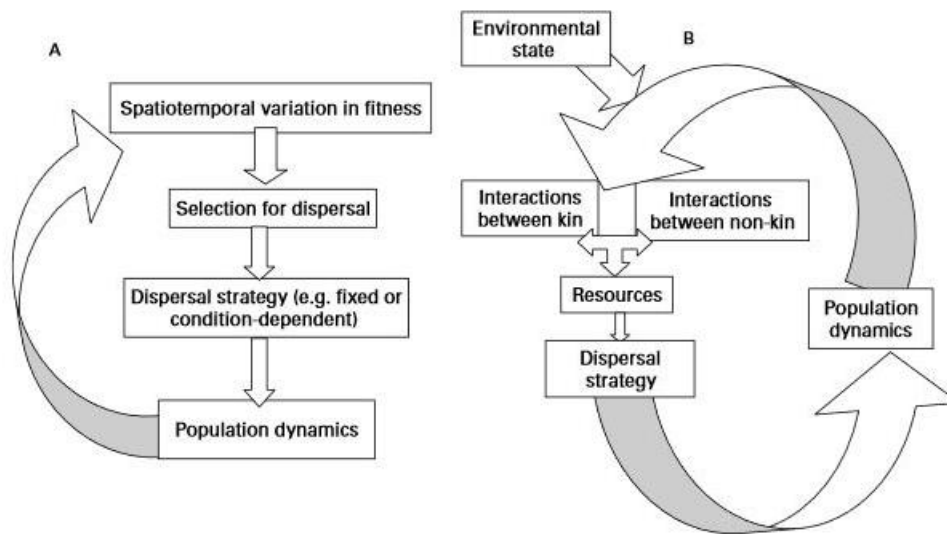 A
Spatiotemporal variation in fitness
Selection for dispersal
Dispersal strategy (e.g. fixed or
condition-dependent)
Population dynamics
B
Environmental
state
Interactions
between kin
Interactions
between non-kin
Resources
Dispersal
strategy
Population
dynamics